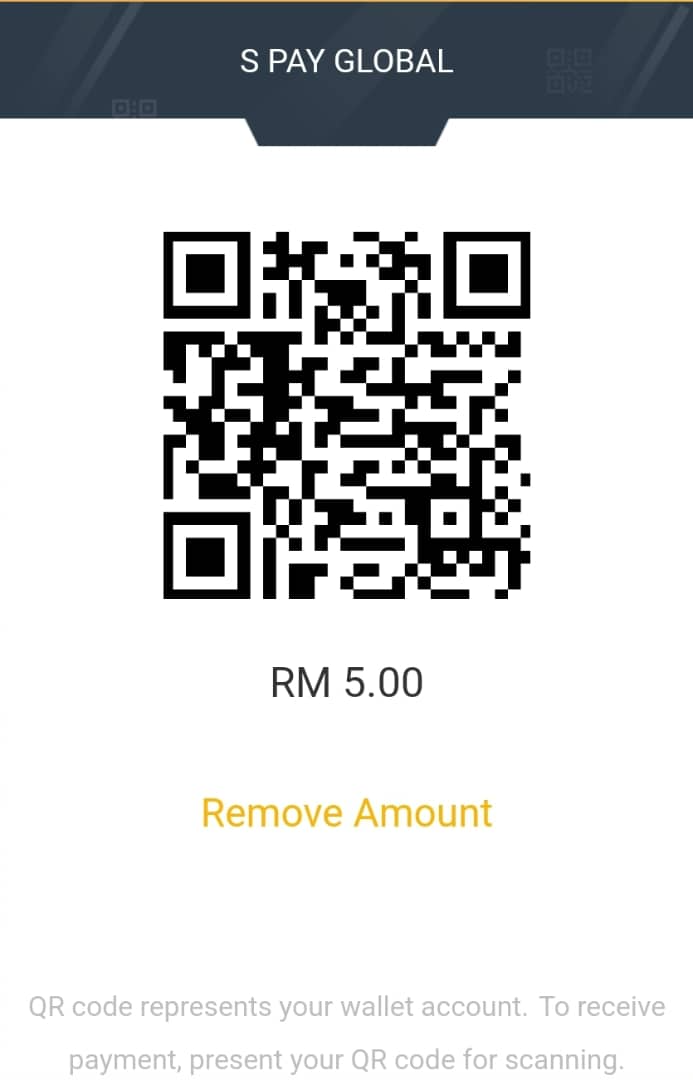 S PAY GLOBAL
RM 5.00
Remove Amount
QR code represents your wallet account. To receive
payment, present your QR code for scanning.